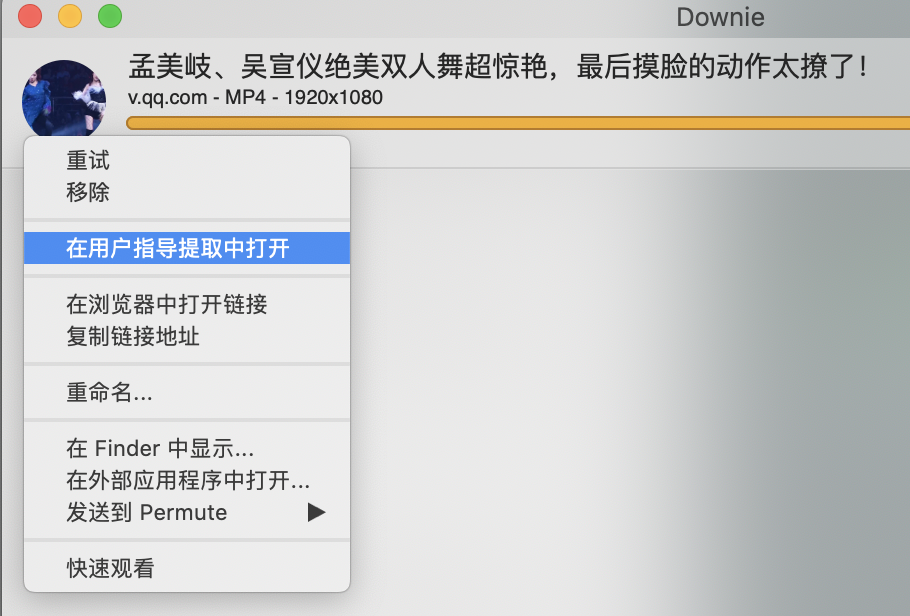 Downie
孟美岐、吴宣仪绝美双人舞超惊艳，最后摸脸的动作太撩了！
v.qq.com - MP4 - 1920x1080
重试
移除
在用户指导提取中打开
在浏览器中打开链接
复制链接地址
重命名...
在 Finder 中显示...
在外部应用程序中打开...
发送到 Permute
快速观看